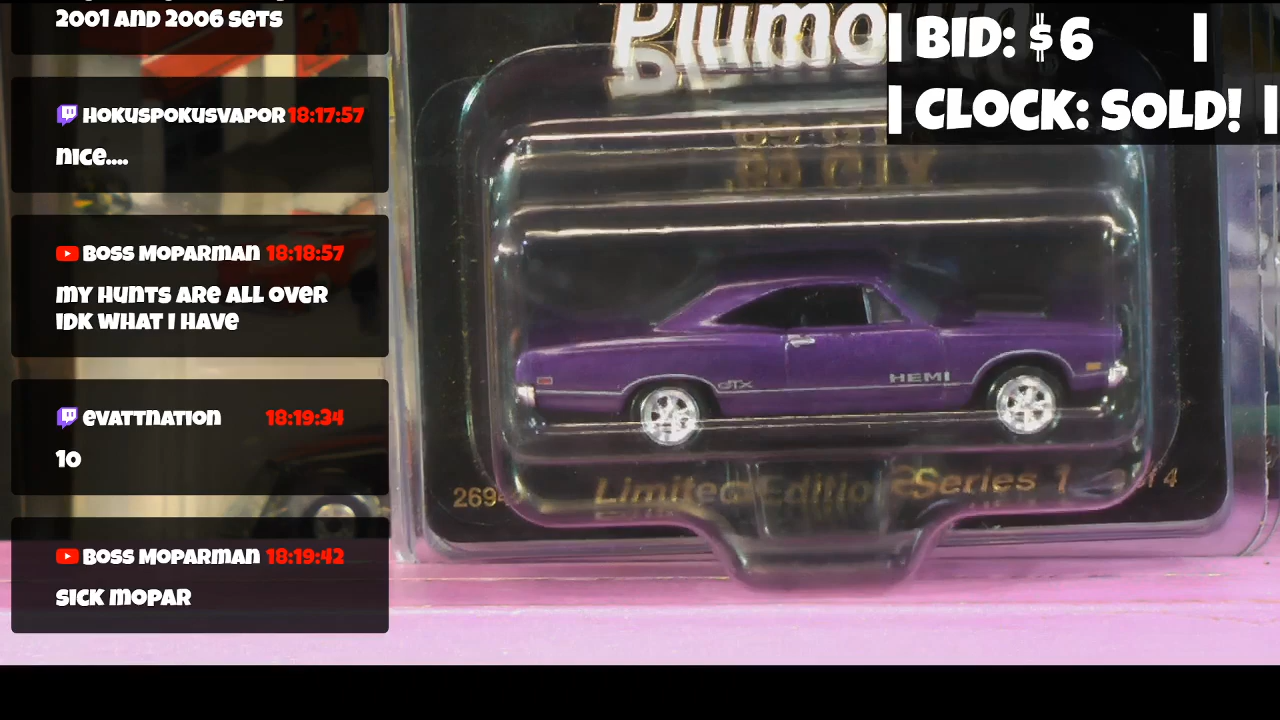 2001 AND 2006 SETS
HOKUSPOKUSVAPOR 18:17:57
NICE....
BOSS MOPARMAN 18:18:57
MY HUNTS ARE ALL OVER
IDK WHAT I HAVE
EVATTNATION 18:19:34
10
BOSS MOPARMAN 18:19:42
SICK MOPAR
| BID: $6 |
| CLOCK: SOLD! |
GTX
HEMI
Limited Edition Series 1